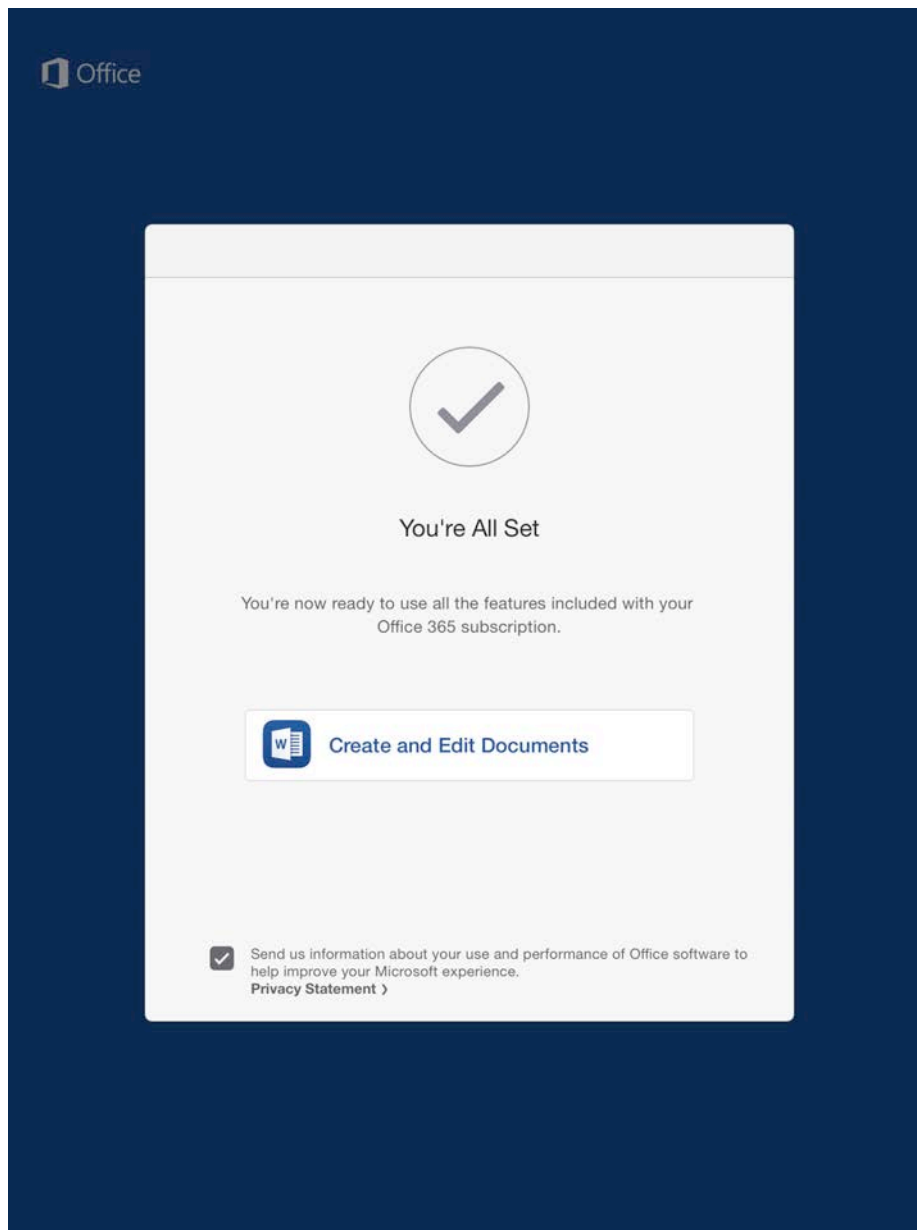 Office
You're All Set
You're now ready to use all the features included with your
Office 365 subscription.
W
Create and Edit Documents
Send us information about your use and performance of Office software to
help improve your Microsoft experience.
Privacy Statement ❯